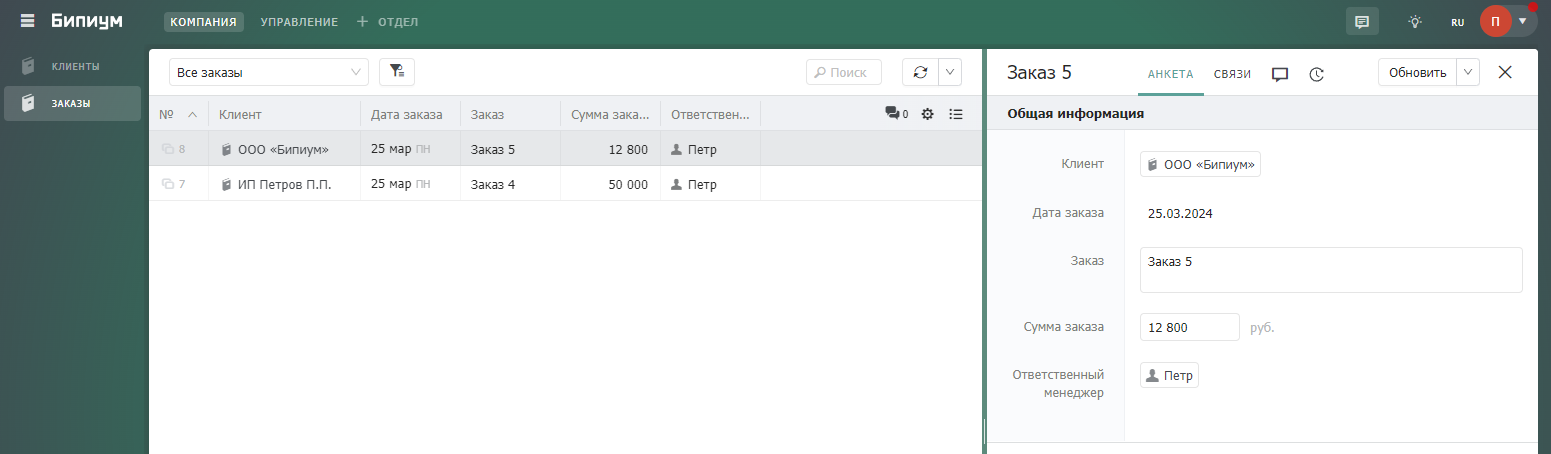 Бипиум КОМПАНИЯ УПРАВЛЕНИЕ + ОТДЕЛ RU П
КЛИЕНТЫ
ЗАКАЗЫ
Все заказы Поиск
№ Клиент Дата заказа Заказ Сумма зака... Ответствен... 0
8 ООО «Бипиум» 25 мар ПН Заказ 5 12 800 Петр
7 ИП Петров П.П. 25 мар ПН Заказ 4 50 000 Петр
Заказ 5 АНКЕТА СВЯЗИ Обновить
Общая информация
Клиент ООО «Бипиум»
Дата заказа 25.03.2024
Заказ Заказ 5
Сумма заказа 12 800 руб.
Ответственный Петр
менеджер